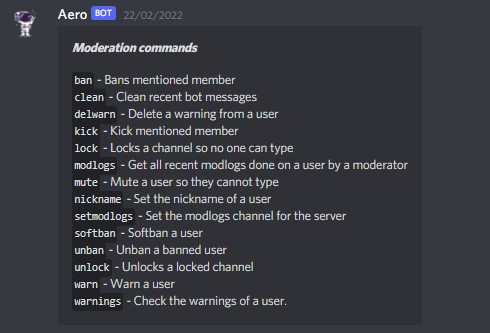 Aero BOT 22/02/2022
Moderation commands
ban - Bans mentioned member
clean - Clean recent bot messages
delwarn - Delete a warning from a user
kick - Kick mentioned member
lock - Locks a channel so no one can type
modlogs - Get all recent modlogs done on a user by a moderator
mute - Mute a user so they cannot type
nickname - Set the nickname of a user
setmodlogs - Set the modlogs channel for the server
softban - Softban a user
unban - Unban a banned user
unlock - Unlocks a locked channel
warn - Warn a user
warnings - Check the warnings of a user.